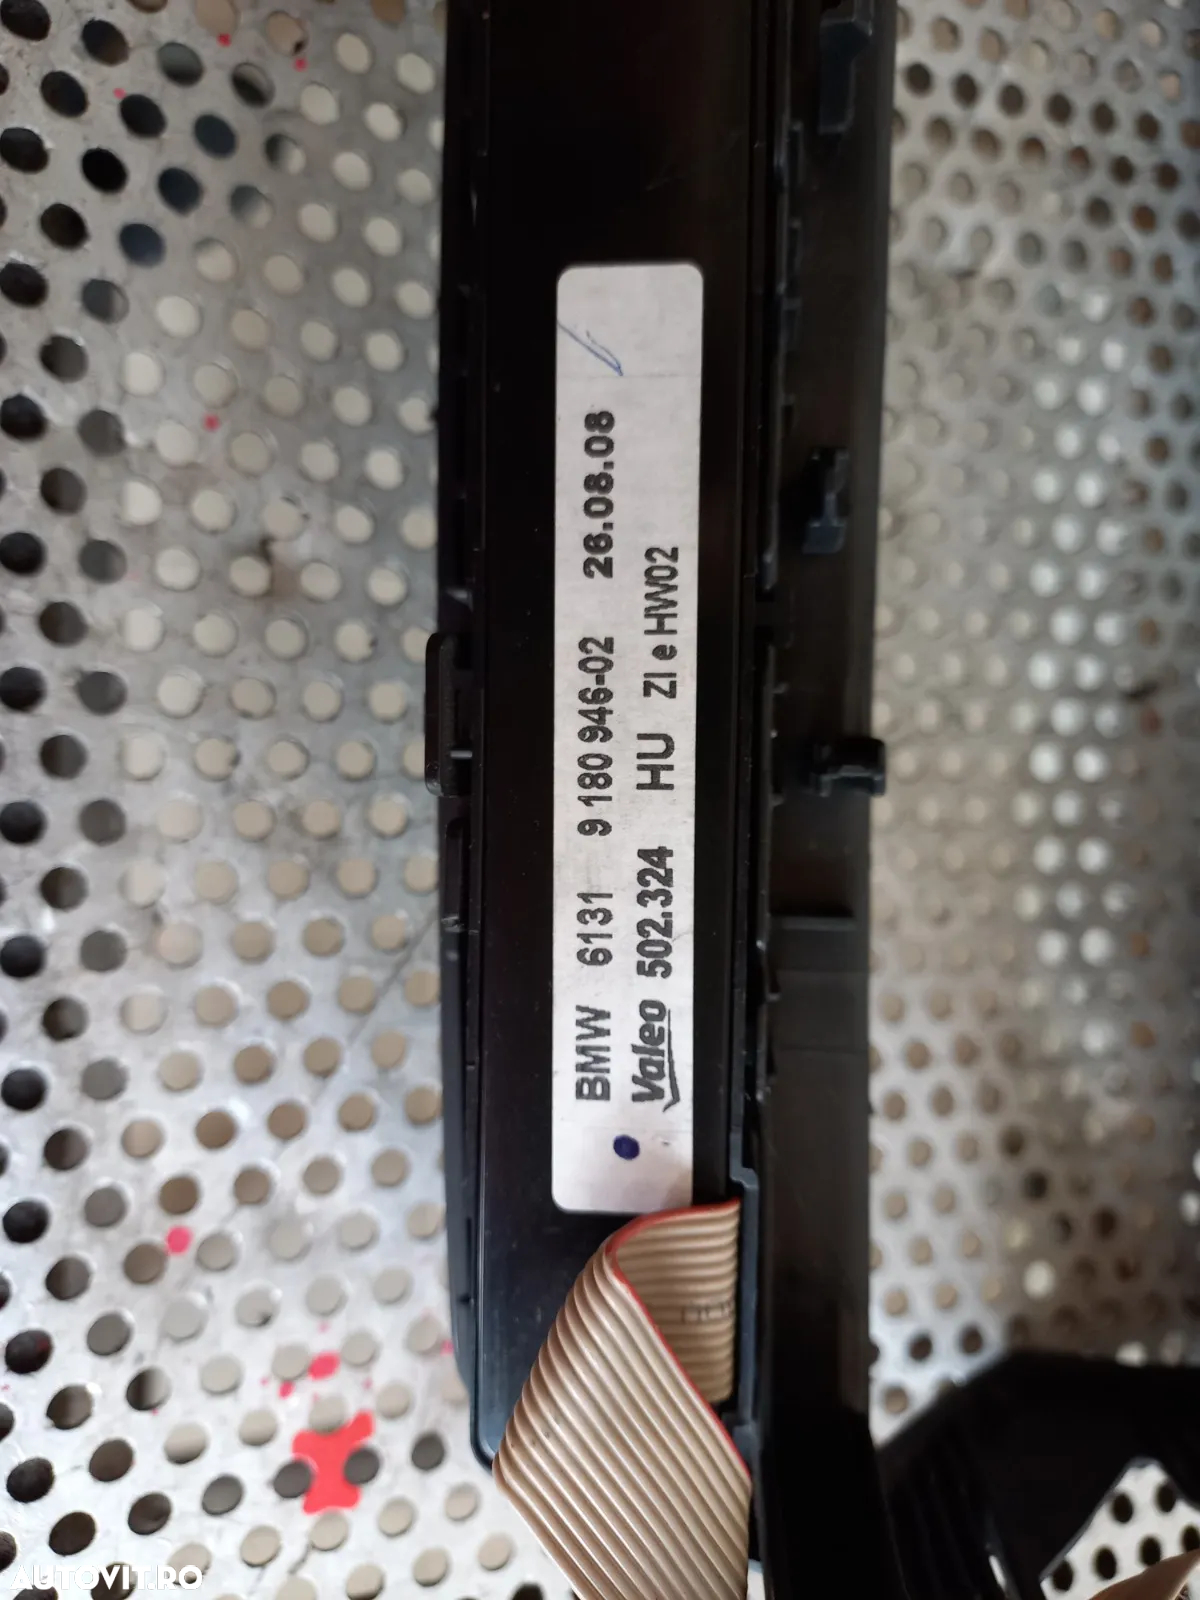 BMW 6131 9 180 946-02 26.08.08
Valeo 502.324 HU ZI e HW02
AUTOVIT.RO